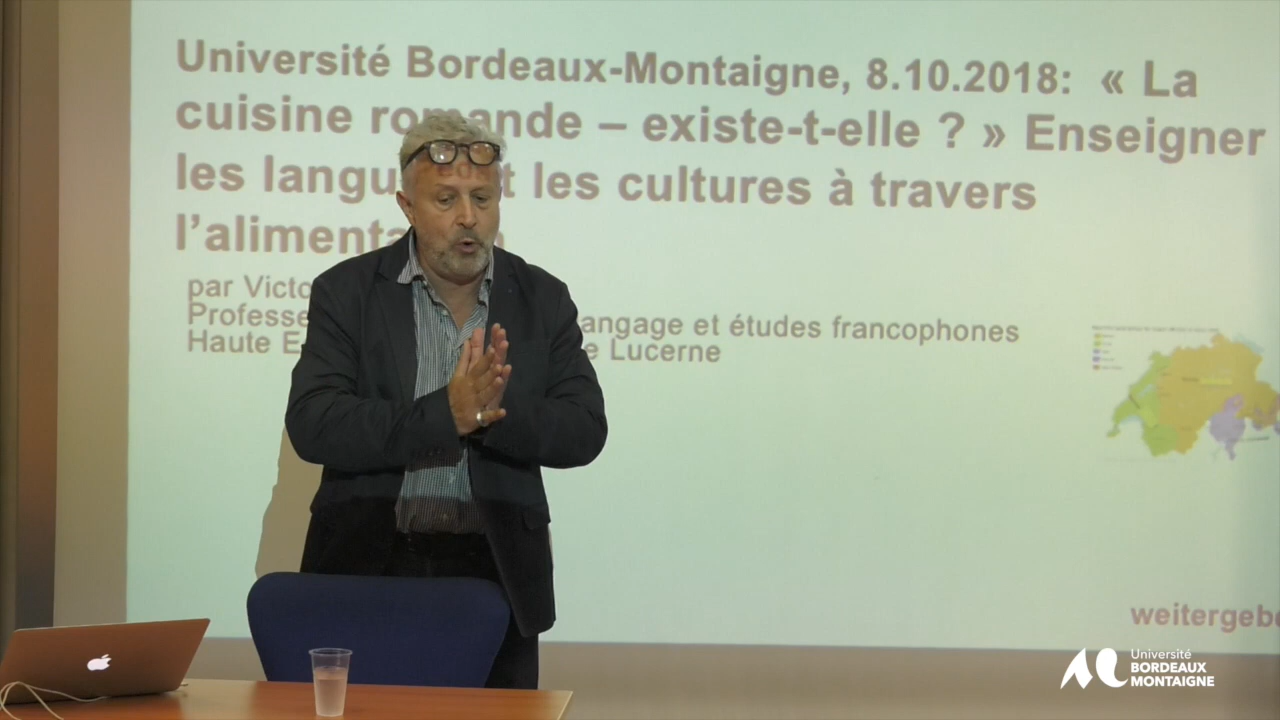 Université Bordeaux-Montaigne, 8.10.2018: « La
cuisine romande – existe-t-elle ? » Enseigner
les langu t les cultures à travers
l'alimenta n
par Victo
Professe angage et études francophones
Haute E e Lucerne
weitergeb
Université
BORDEAUX
MONTAIGNE